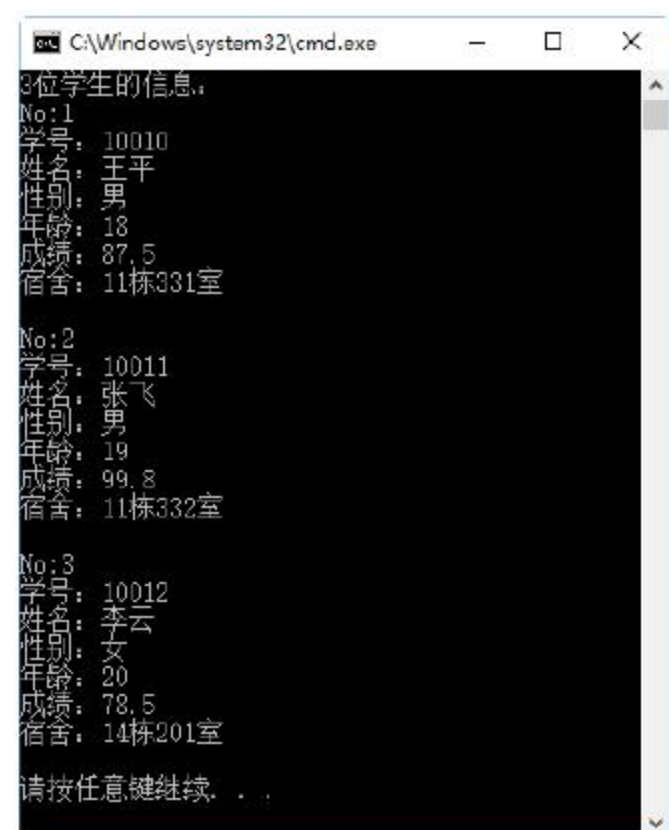 C:\Windows\system32\cmd.exe
3位学生的信息:
No:1
学号: 10010
姓名: 王平
性别: 男
年龄: 18
成绩: 87.5
宿舍: 11栋331室
No:2
学号: 10011
姓名: 张飞
性别: 男
年龄: 19
成绩: 99.8
宿舍: 11栋332室
No:3
学号: 10012
姓名: 李云
性别: 女
年龄: 20
成绩: 78.5
宿舍: 14栋201室
请按任意键继续. . .